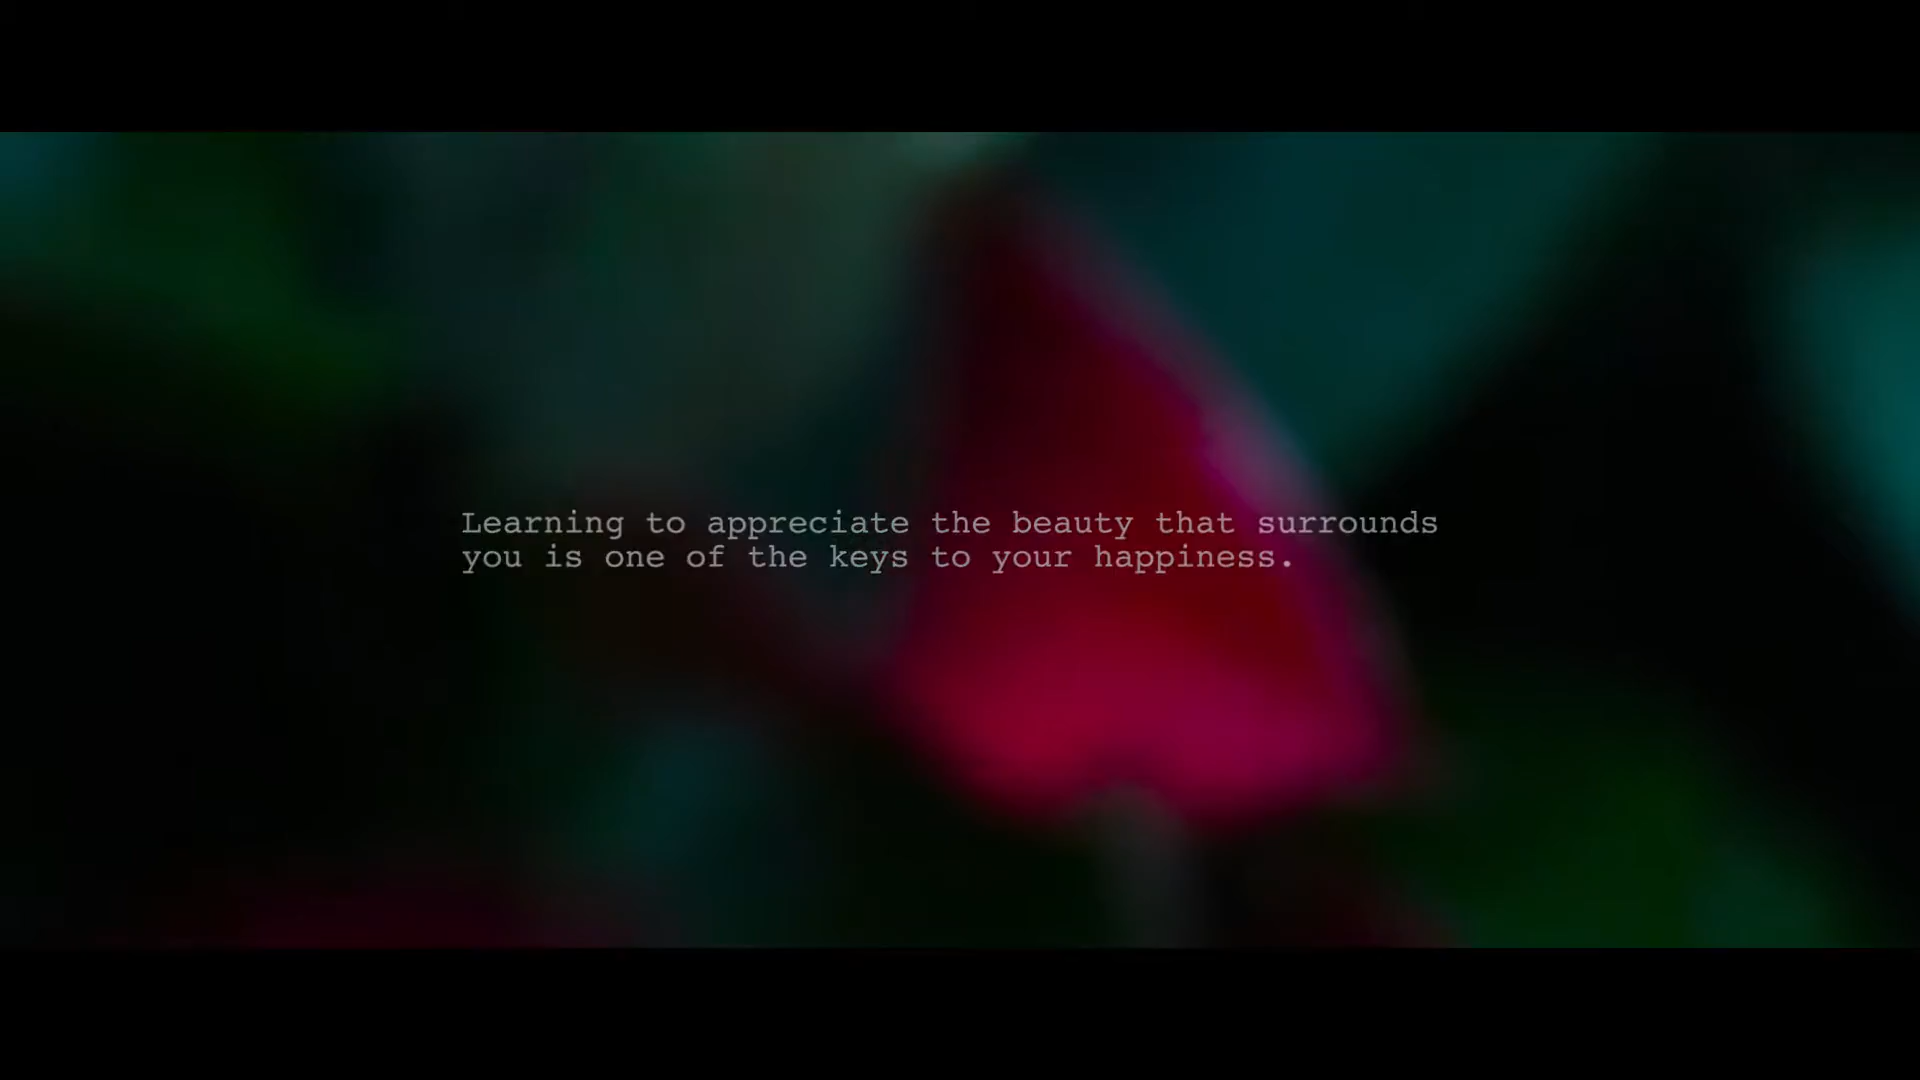 Learning to appreciate the beauty that surrounds
you is one of the keys to your happiness.